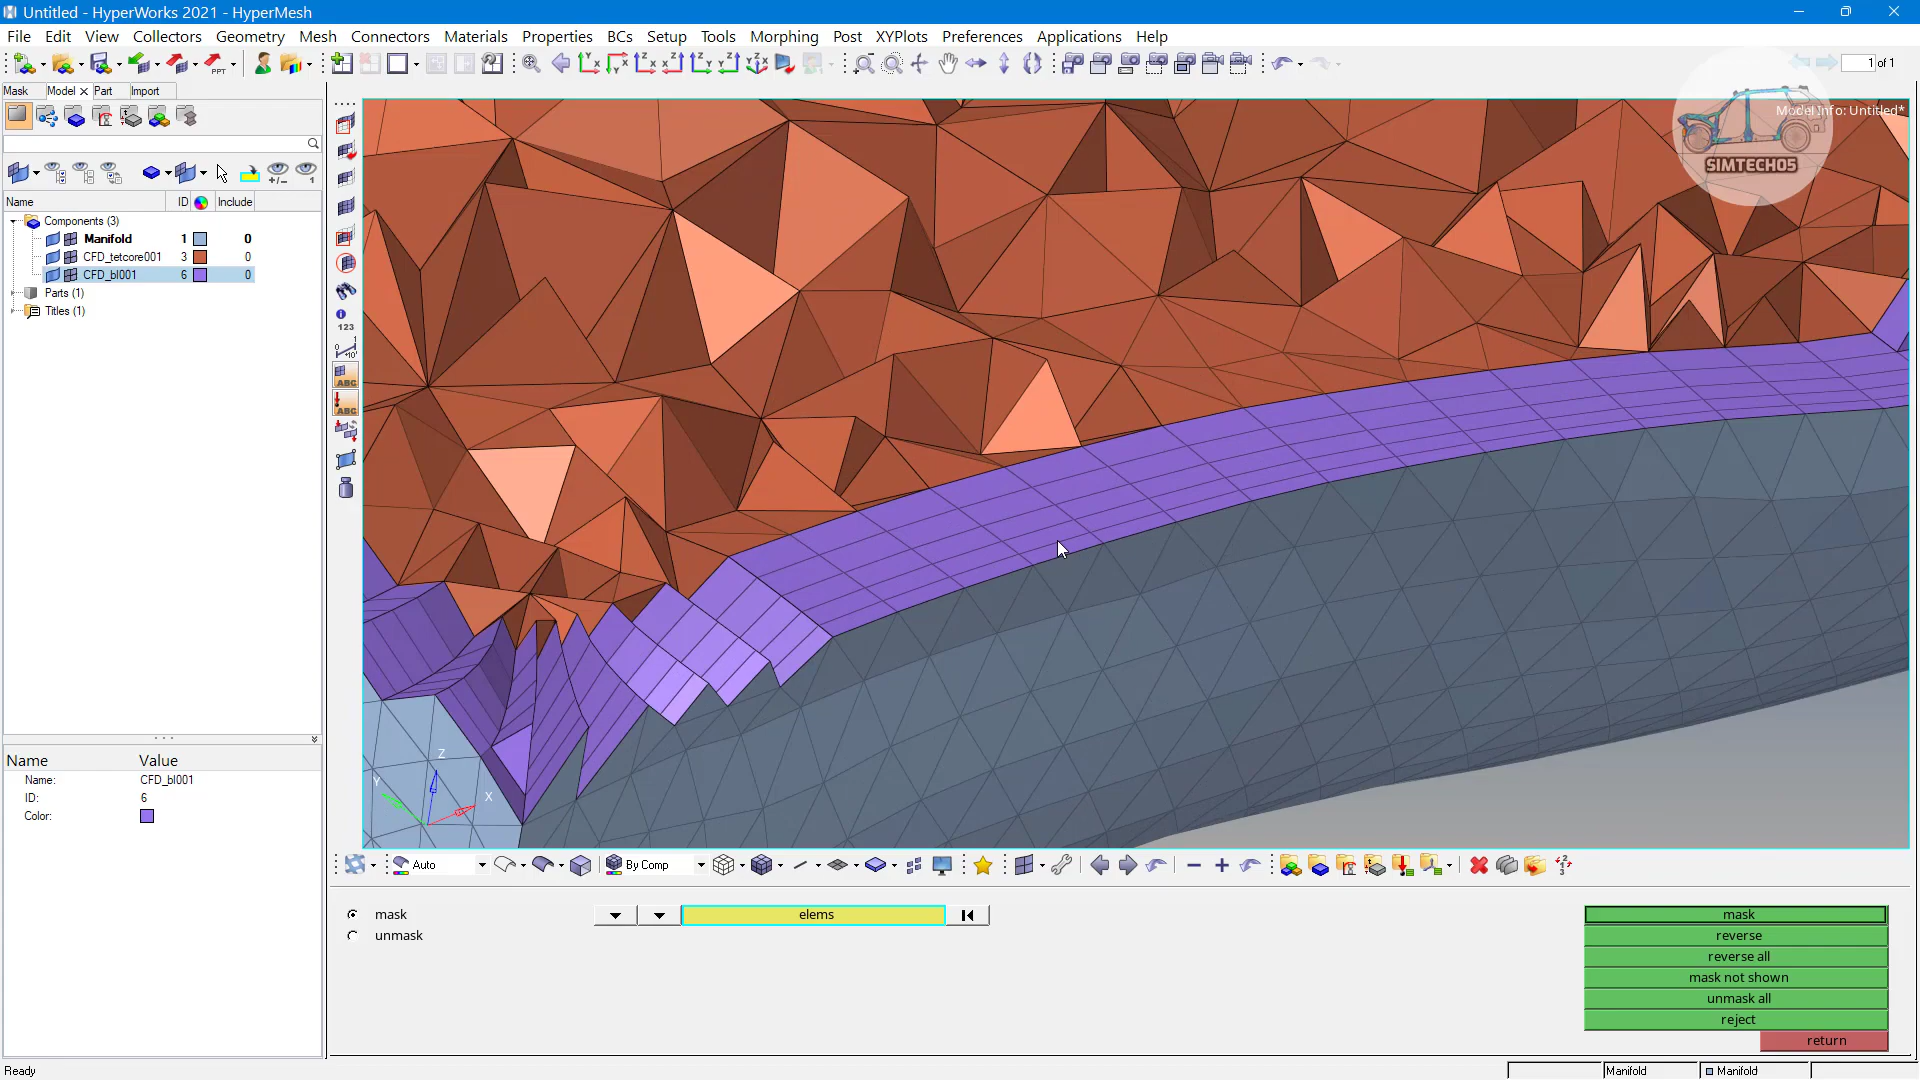 Untitled - HyperWorks 2021 - HyperMesh
File Edit View Collectors Geometry Mesh Connectors Materials Properties BCs Setup Tools Morphing Post XYPlots Preferences Applications Help
1 of 1
Mask Model Part Import
Model Info: Untitled*
SIMTECH05
Name ID Include
Components (3)
Manifold 1 0
CFD_tetcore001 3 0
CFD_bl001 6 0
Parts (1)
Titles (1)
123
ABC
ABC
Name Value
Name: CFD_bl001
ID: 6
Color:
Z
Y
X
Auto
By Comp
mask
unmask
elems
mask
reverse
reverse all
mask not shown
unmask all
reject
return
Ready
Manifold
Manifold